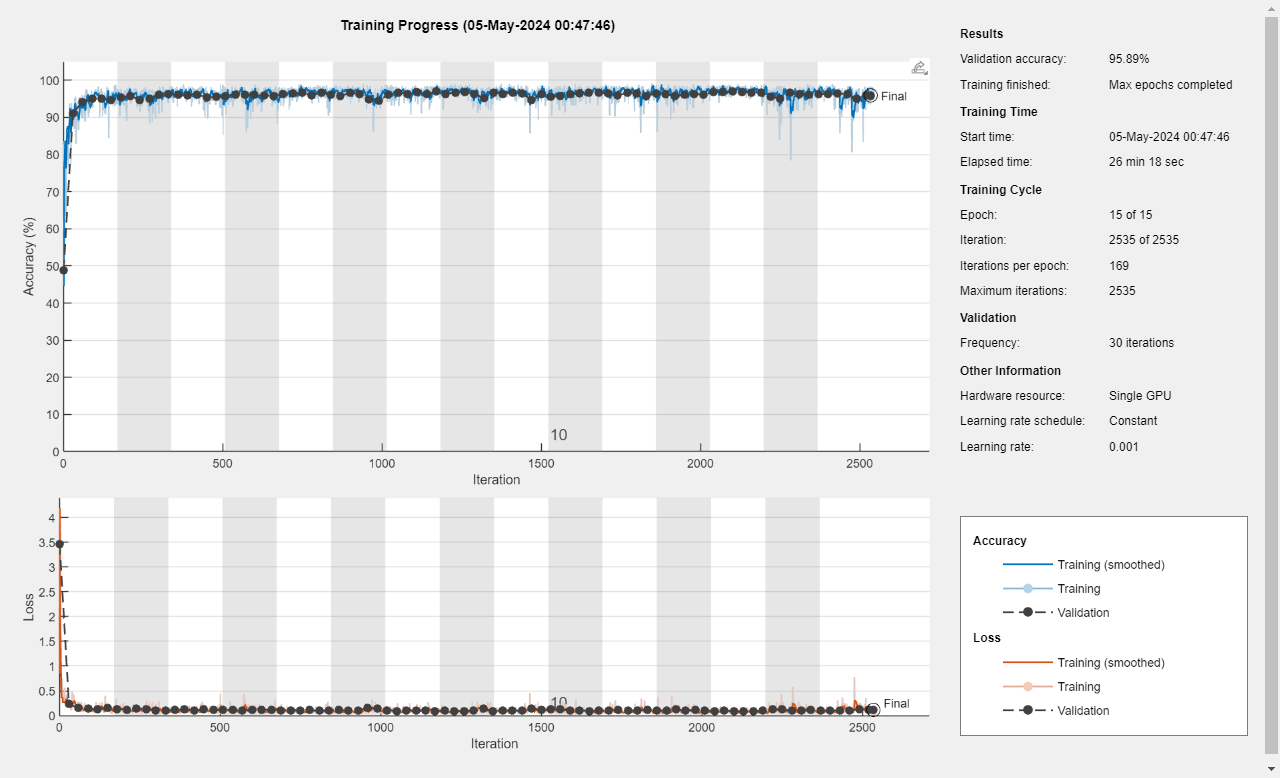 Training Progress (05-May-2024 00:47:46)
100
90
80
70
60
50
40
30
20
10
0
Accuracy (%)
Final
10
0
500
1000
1500
2000
2500
Iteration
4
3.5
3
2.5
2
1.5
1
0.5
0
Loss
10
Final
0
500
1000
1500
2000
2500
Iteration
Results
Validation accuracy: 95.89%
Training finished: Max epochs completed
Training Time
Start time: 05-May-2024 00:47:46
Elapsed time: 26 min 18 sec
Training Cycle
Epoch: 15 of 15
Iteration: 2535 of 2535
Iterations per epoch: 169
Maximum iterations: 2535
Validation
Frequency: 30 iterations
Other Information
Hardware resource: Single GPU
Learning rate schedule: Constant
Learning rate: 0.001
Accuracy
Training (smoothed)
Training
Validation
Loss
Training (smoothed)
Training
Validation